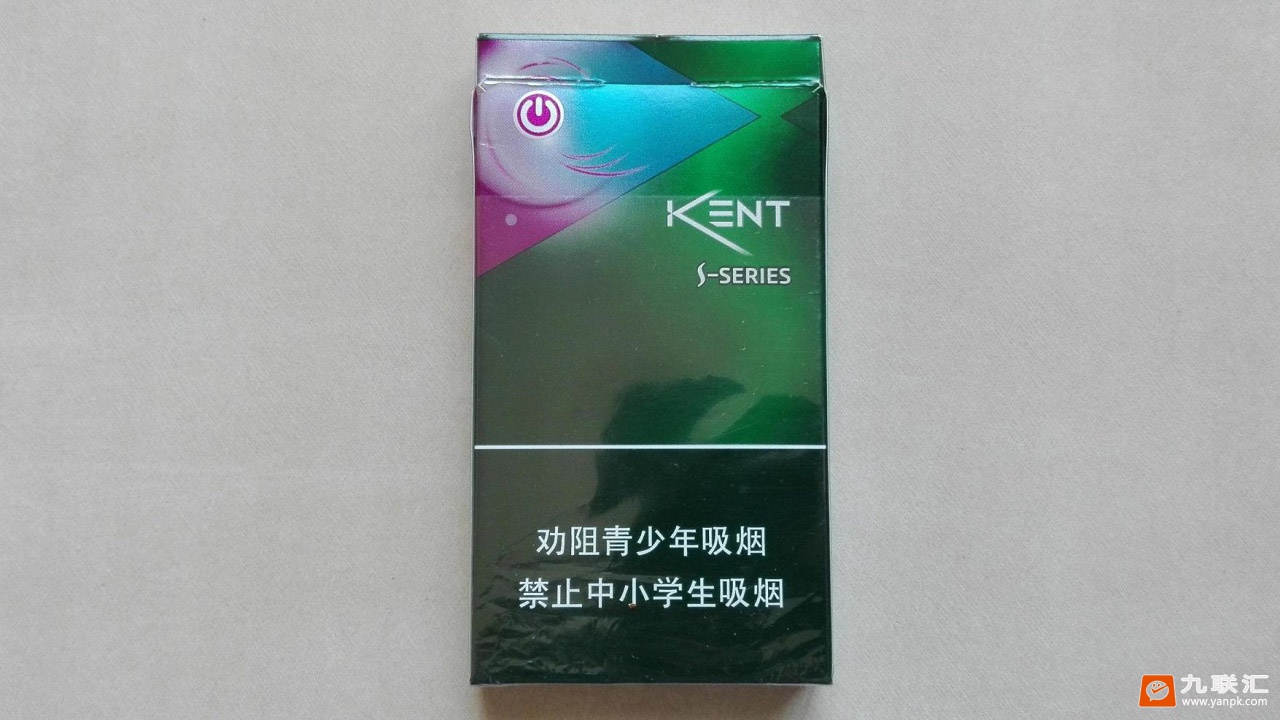 KENT
S-SERIES
劝阻青少年吸烟
禁止中小学生吸烟
九联汇
www.yanpk.com